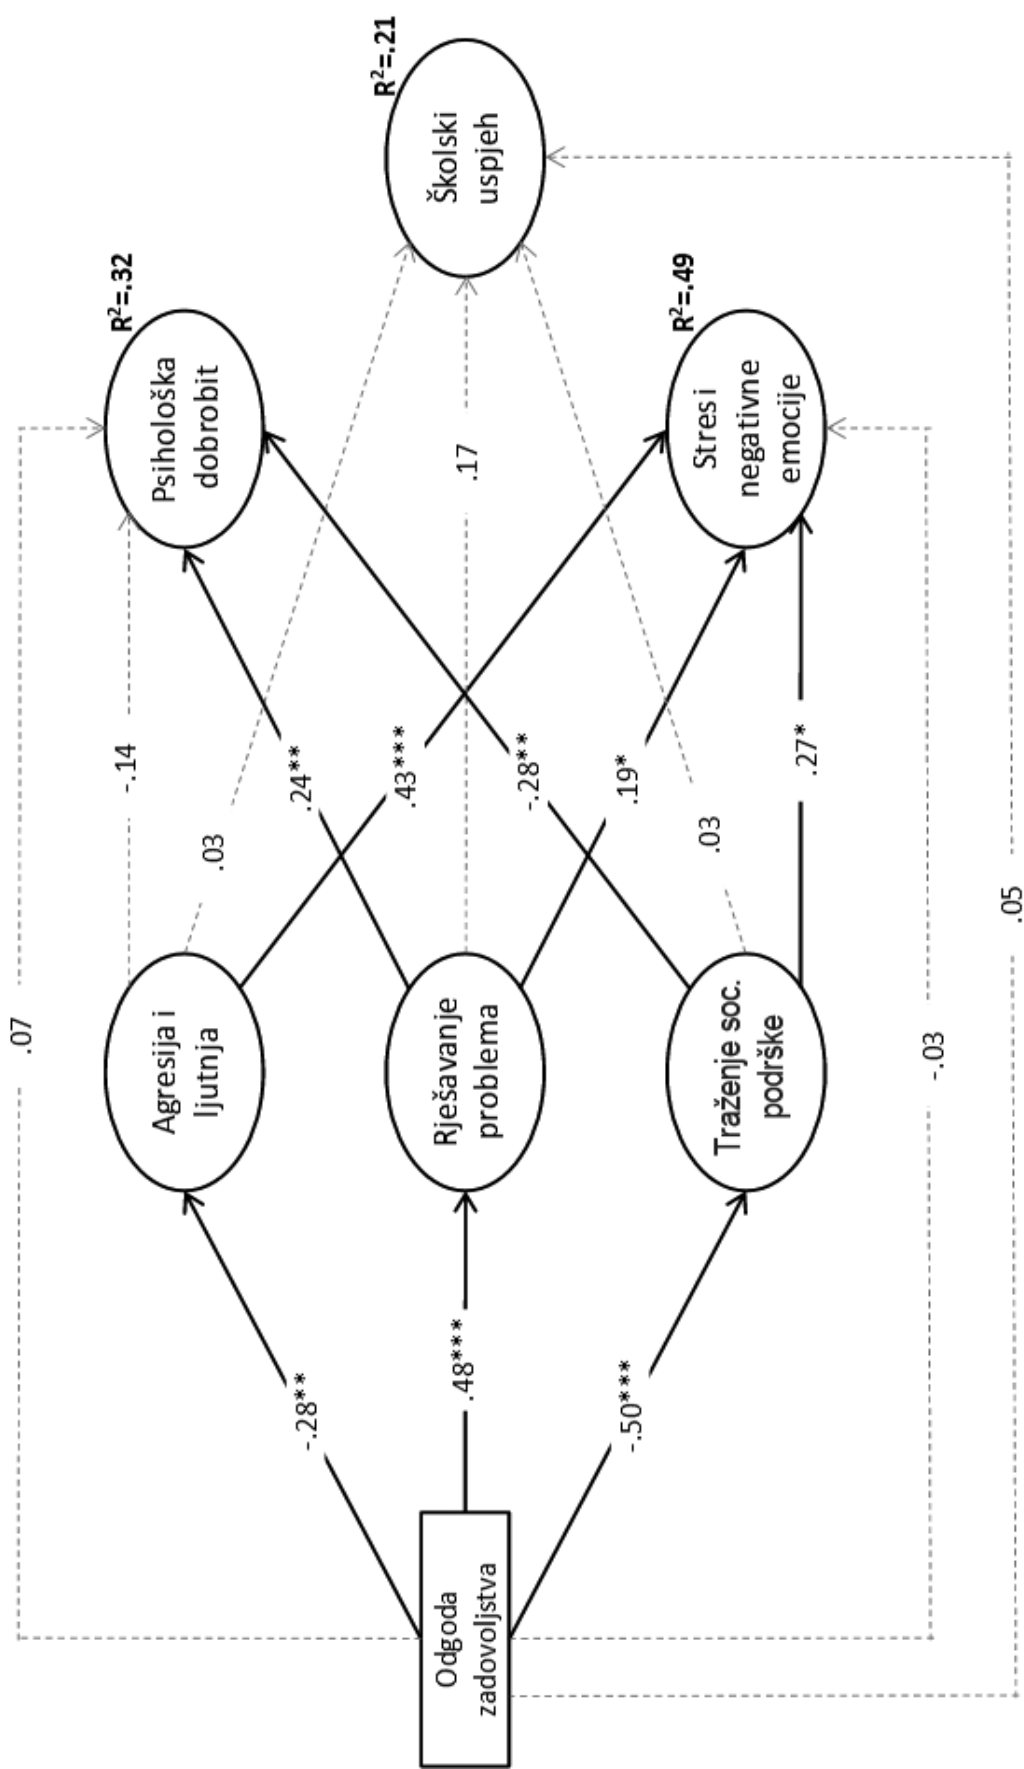 .07
R²=.32
Psihološka
dobrobit
-.14
Agresija i
ljutnja
.03
-.28**
.24**
.43***
R²=.21
Školski
uspjeh
.17
Rješavanje
problema
.48***
Odgoda
zadovoljstva
-.28**
.19*
-.50***
R²=.49
Stres i
negativne
emocije
.03
Traženje soc.
podrške
.27*
-.03
.05